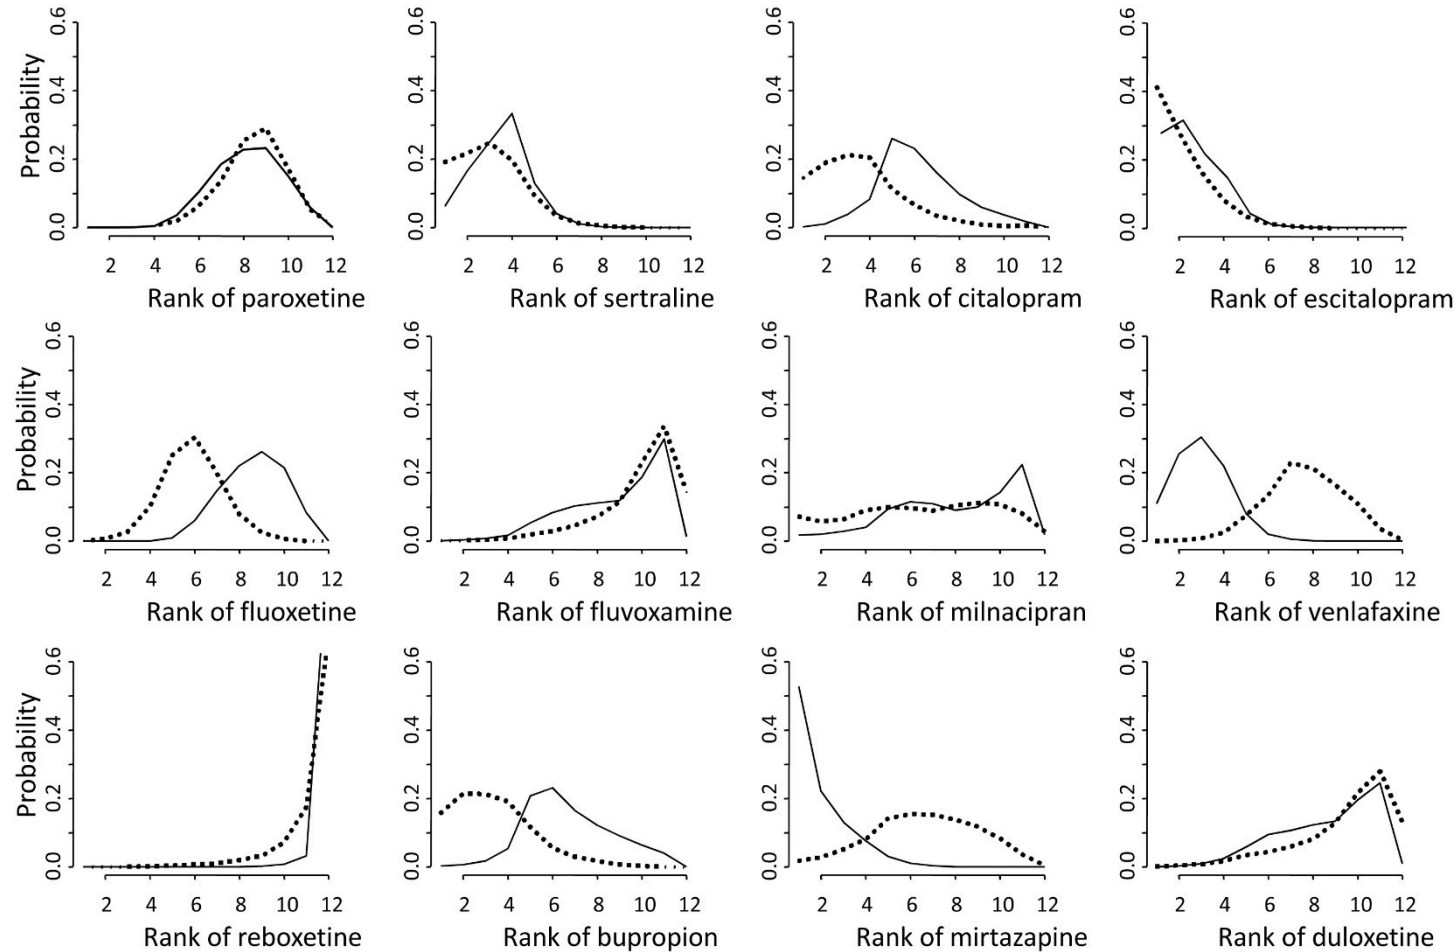 Probability
0.0 0.2 0.4 0.6
2 4 6 8 10 12
Rank of paroxetine
0.0 0.2 0.4 0.6
2 4 6 8 10 12
Rank of sertraline
0.0 0.2 0.4 0.6
2 4 6 8 10 12
Rank of citalopram
0.0 0.2 0.4 0.6
2 4 6 8 10 12
Rank of escitalopram
Probability
0.0 0.2 0.4 0.6
2 4 6 8 10 12
Rank of fluoxetine
0.0 0.2 0.4 0.6
2 4 6 8 10 12
Rank of fluvoxamine
0.0 0.2 0.4 0.6
2 4 6 8 10 12
Rank of milnacipran
0.0 0.2 0.4 0.6
2 4 6 8 10 12
Rank of venlafaxine
Probability
0.0 0.2 0.4 0.6
2 4 6 8 10 12
Rank of reboxetine
0.0 0.2 0.4 0.6
2 4 6 8 10 12
Rank of bupropion
0.0 0.2 0.4 0.6
2 4 6 8 10 12
Rank of mirtazapine
0.0 0.2 0.4 0.6
2 4 6 8 10 12
Rank of duloxetine